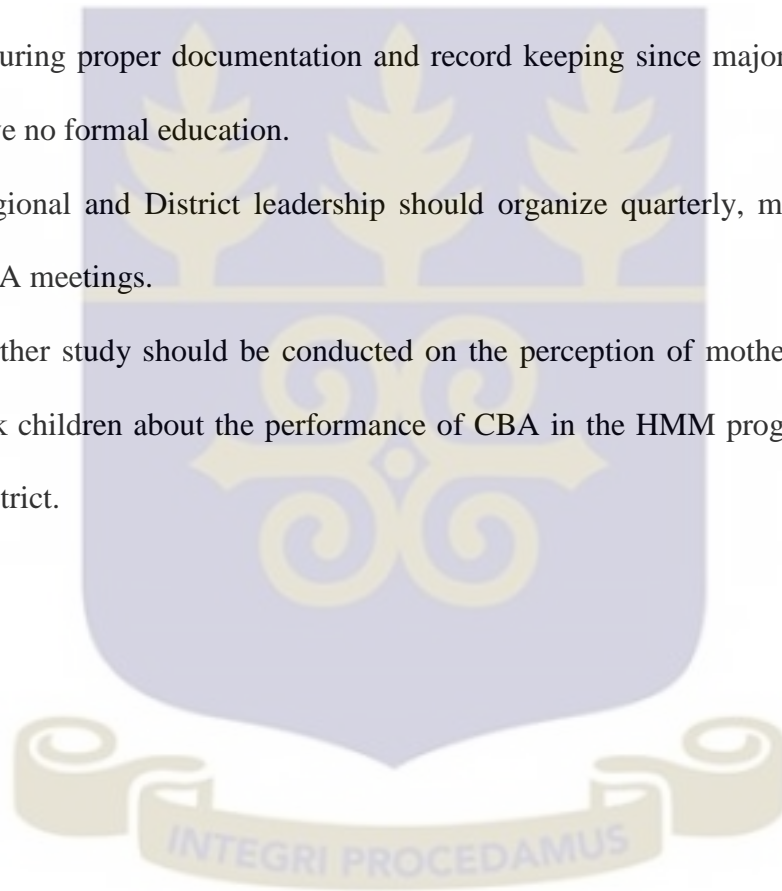 uring proper documentation and record keeping since major
e no formal education.
gional and District leadership should organize quarterly, m
A meetings.
ther study should be conducted on the perception of mothe
k children about the performance of CBA in the HMM prog
trict.
INTEGRI PROCEDAMUS